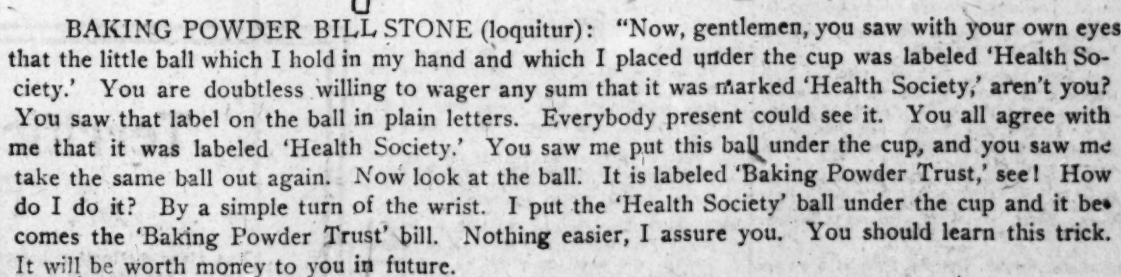 BAKING POWDER BILL STONE (loquitur): "Now, gentlemen, you saw with your own eyes
that the little ball which I hold in my hand and which I placed under the cup was labeled 'Health So-
ciety.' You are doubtless willing to wager any sum that it was marked 'Health Society,' aren't you?
You saw that label on the ball in plain letters. Everybody present could see it. You all agree with
me that it was labeled 'Health Society.' You saw me put this ball under the cup, and you saw me
take the same ball out again. Now look at the ball. It is labeled 'Baking Powder Trust,' see! How
do I do it? By a simple turn of the wrist. I put the 'Health Society' ball under the cup and it be-
comes the 'Baking Powder Trust' bill. Nothing easier, I assure you. You should learn this trick.
It will be worth money to you in future.